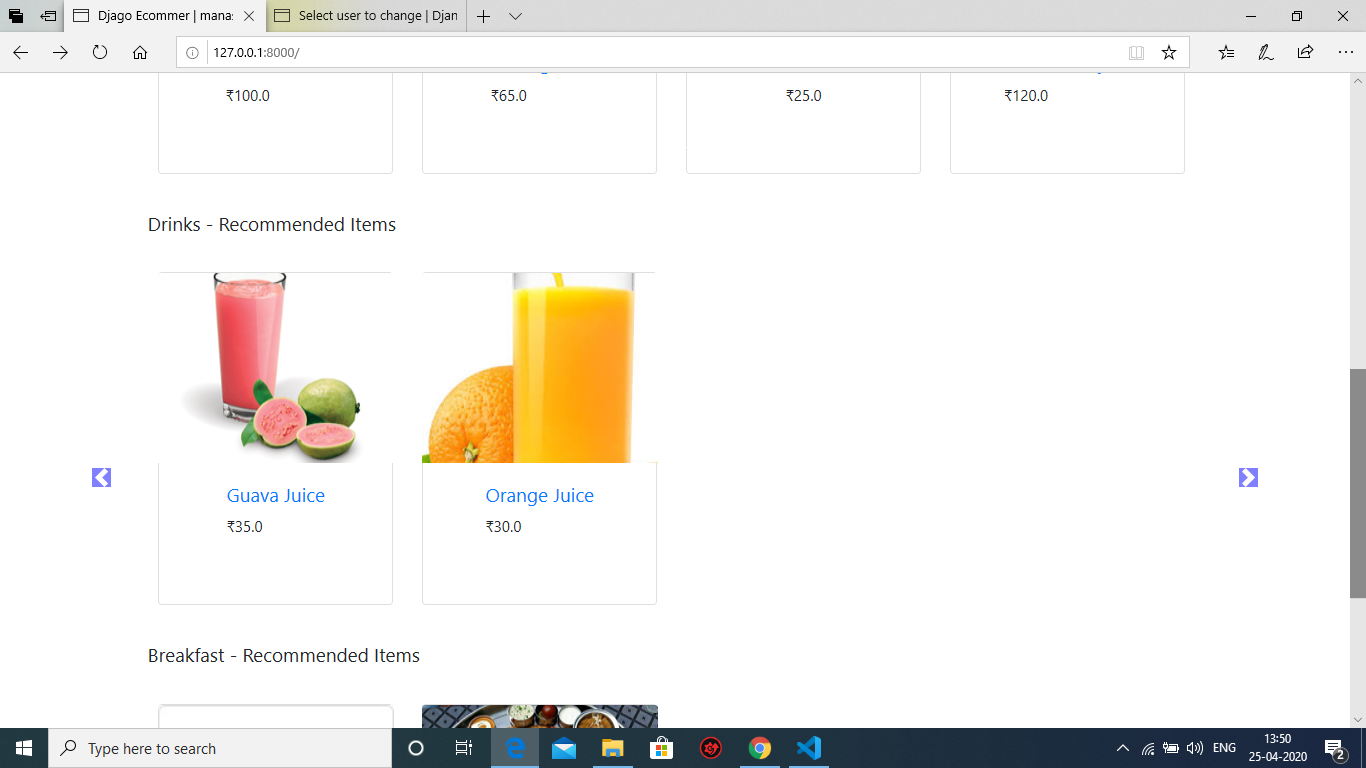 Djago Ecommer | mana
Select user to change | Djan
127.0.0.1:8000/
₹100.0
₹65.0
₹25.0
₹120.0
Drinks - Recommended Items
Guava Juice
₹35.0
Orange Juice
₹30.0
Breakfast - Recommended Items
Type here to search
ENG
13:50
25-04-2020
2